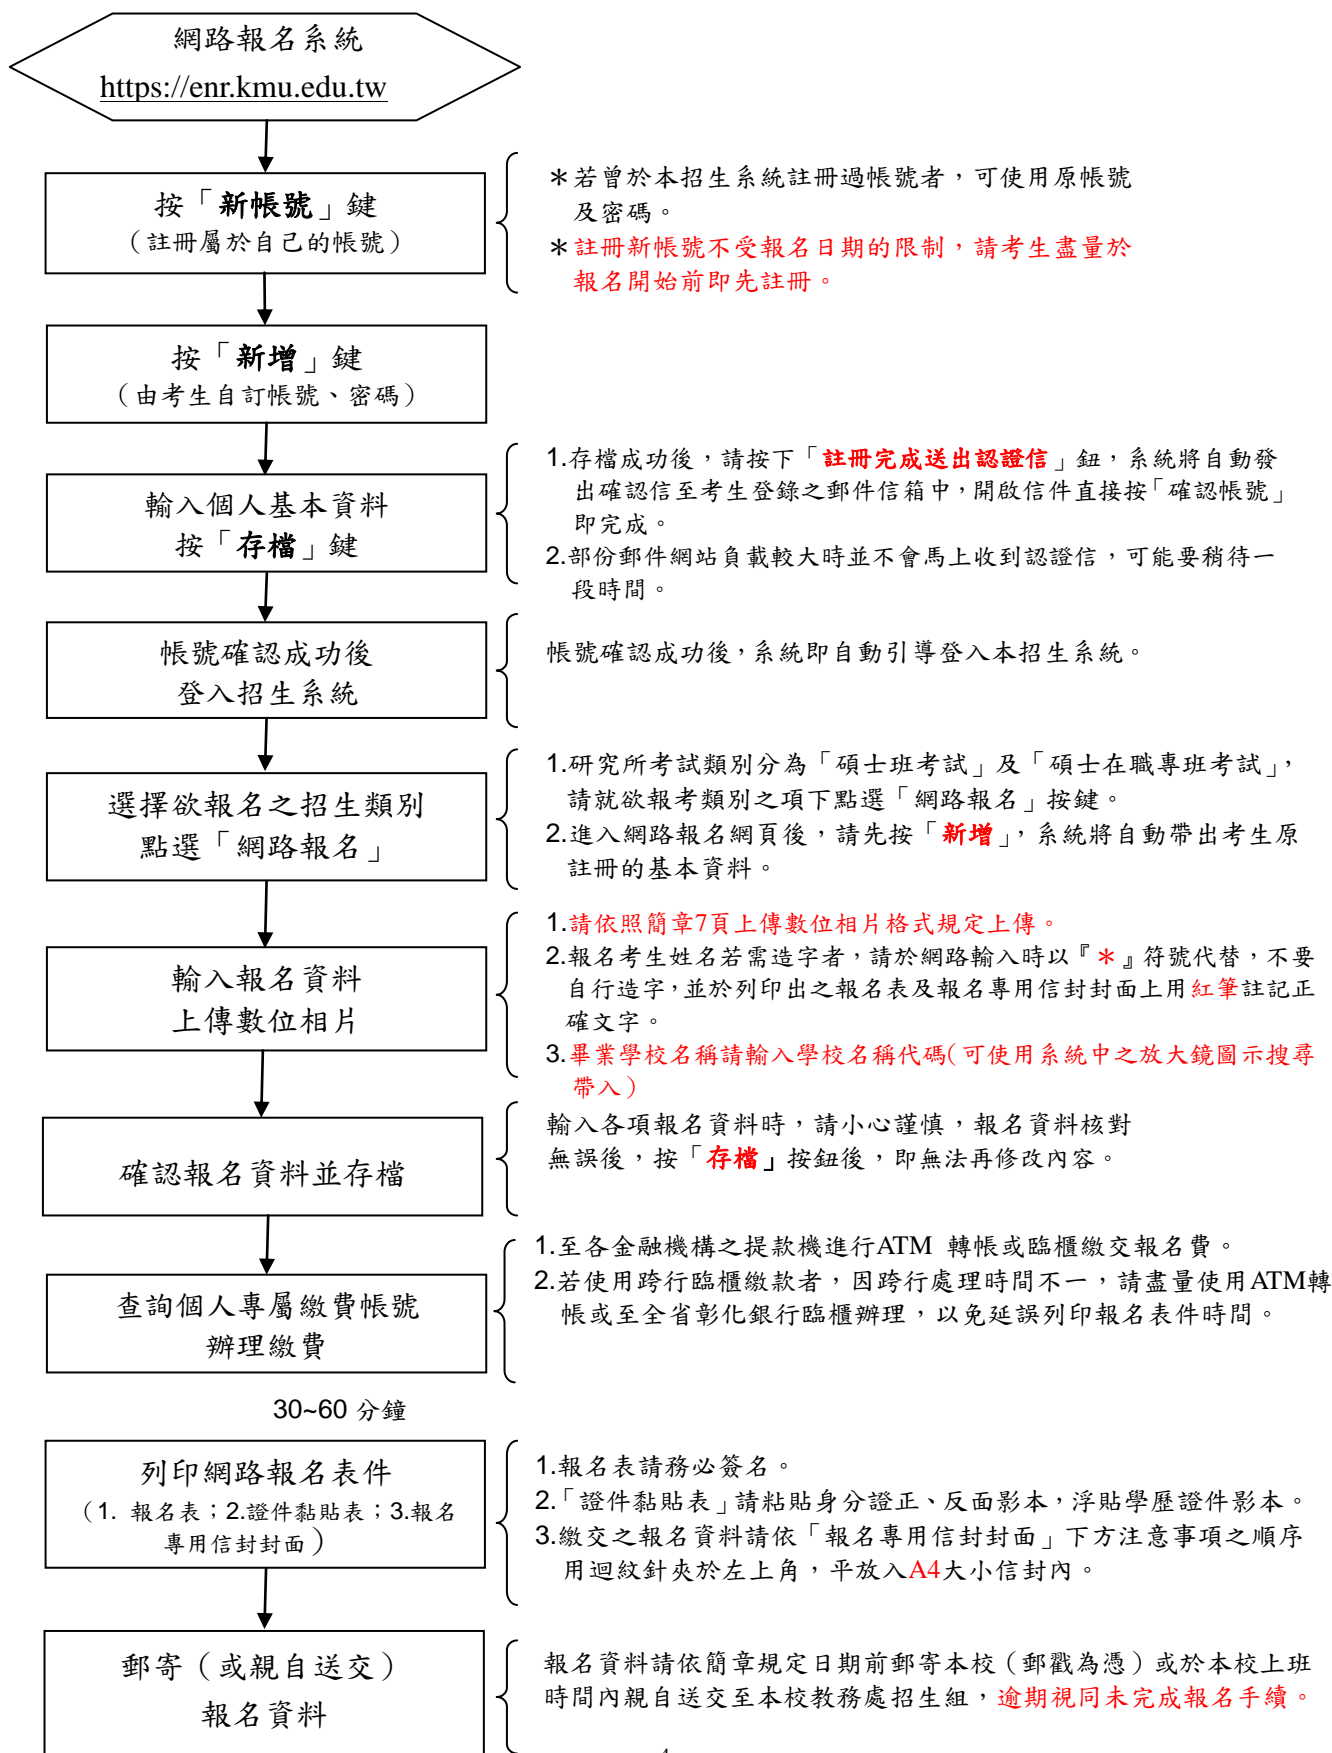 網路報名系統
https://enr.kmu.edu.tw
按「新帳號」鍵
（註冊屬於自己的帳號）
＊若曾於本招生系統註冊過帳號者，可使用原帳號
及密碼。
＊註冊新帳號不受報名日期的限制，請考生盡量於
報名開始前即先註冊。
按「新增」鍵
（由考生自訂帳號、密碼）
輸入個人基本資料
按「存檔」鍵
1.存檔成功後，請按下「註冊完成送出認證信」鈕，系統將自動發
出確認信至考生登錄之郵件信箱中，開啟信件直接按「確認帳號」
即完成。
2.部份郵件網站負載較大時並不會馬上收到認證信，可能要稍待一
段時間。
帳號確認成功後
登入招生系統
帳號確認成功後，系統即自動引導登入本招生系統。
選擇欲報名之招生類別
點選「網路報名」
1.研究所考試類別分為「碩士班考試」及「碩士在職專班考試」，
請就欲報考類別之項下點選「網路報名」按鍵。
2.進入網路報名網頁後，請先按「新增」，系統將自動帶出考生原
註冊的基本資料。
輸入報名資料
上傳數位相片
1.請依照簡章7頁上傳數位相片格式規定上傳。
2.報名考生姓名若需造字者，請於網路輸入時以『＊』符號代替，不要
自行造字，並於列印出之報名表及報名專用信封封面上用紅筆註記正
確文字。
3.畢業學校名稱請輸入學校名稱代碼(可使用系統中之放大鏡圖示搜尋
帶入）
確認報名資料並存檔
輸入各項報名資料時，請小心謹慎，報名資料核對
無誤後，按「存檔」按鈕後，即無法再修改內容。
查詢個人專屬繳費帳號
辦理繳費
1.至各金融機構之提款機進行ATM 轉帳或臨櫃繳交報名費。
2.若使用跨行臨櫃繳款者，因跨行處理時間不一，請盡量使用ATM轉
帳或至全省彰化銀行臨櫃辦理，以免延誤列印報名表件時間。
30~60 分鐘
列印網路報名表件
（1. 報名表；2.證件黏貼表；3.報名
專用信封封面）
1.報名表請務必簽名。
2.「證件黏貼表」請粘貼身分證正、反面影本，浮貼學歷證件影本。
3.繳交之報名資料請依「報名專用信封封面」下方注意事項之順序
用迴紋針夾於左上角，平放入A4大小信封內。
郵寄（或親自送交）
報名資料
報名資料請依簡章規定日期前郵寄本校（郵戳為憑）或於本校上班
時間內親自送交至本校教務處招生組，逾期視同未完成報名手續。